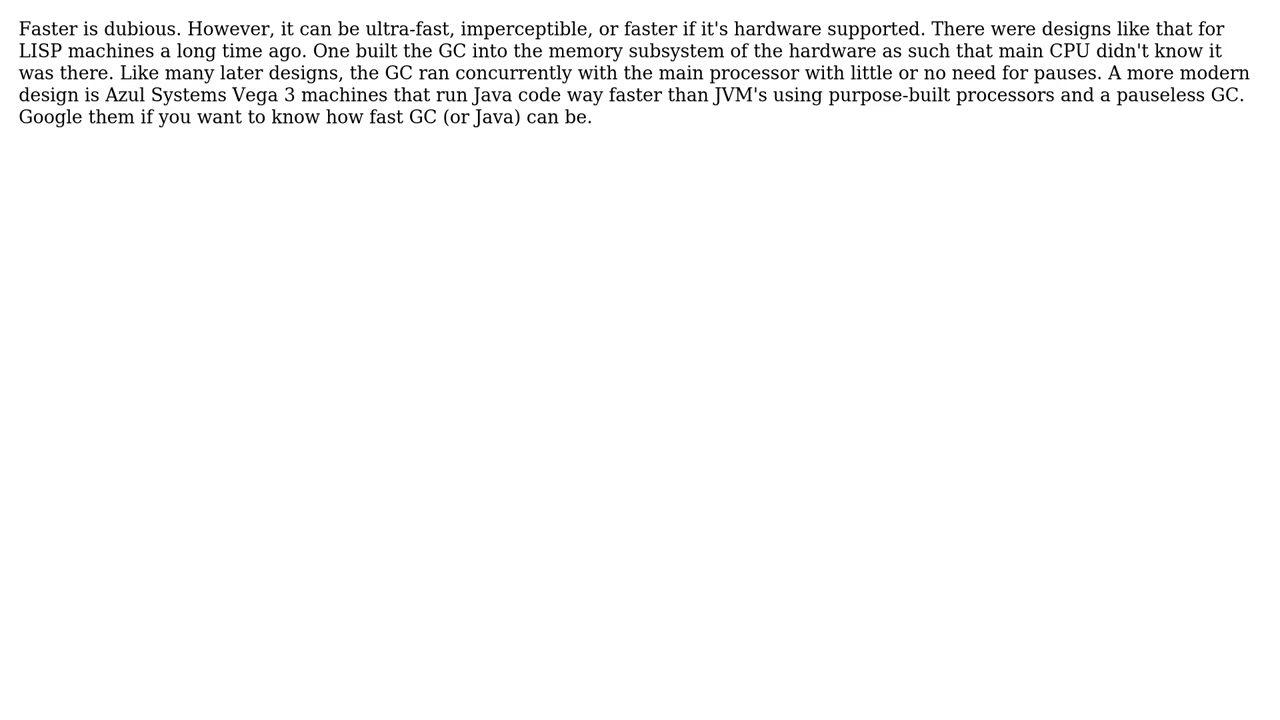 Faster is dubious. However, it can be ultra-fast, imperceptible, or faster if it's hardware supported. There were designs like that for
LISP machines a long time ago. One built the GC into the memory subsystem of the hardware as such that main CPU didn't know it
was there. Like many later designs, the GC ran concurrently with the main processor with little or no need for pauses. A more modern
design is Azul Systems Vega 3 machines that run Java code way faster than JVM's using purpose-built processors and a pauseless GC.
Google them if you want to know how fast GC (or Java) can be.